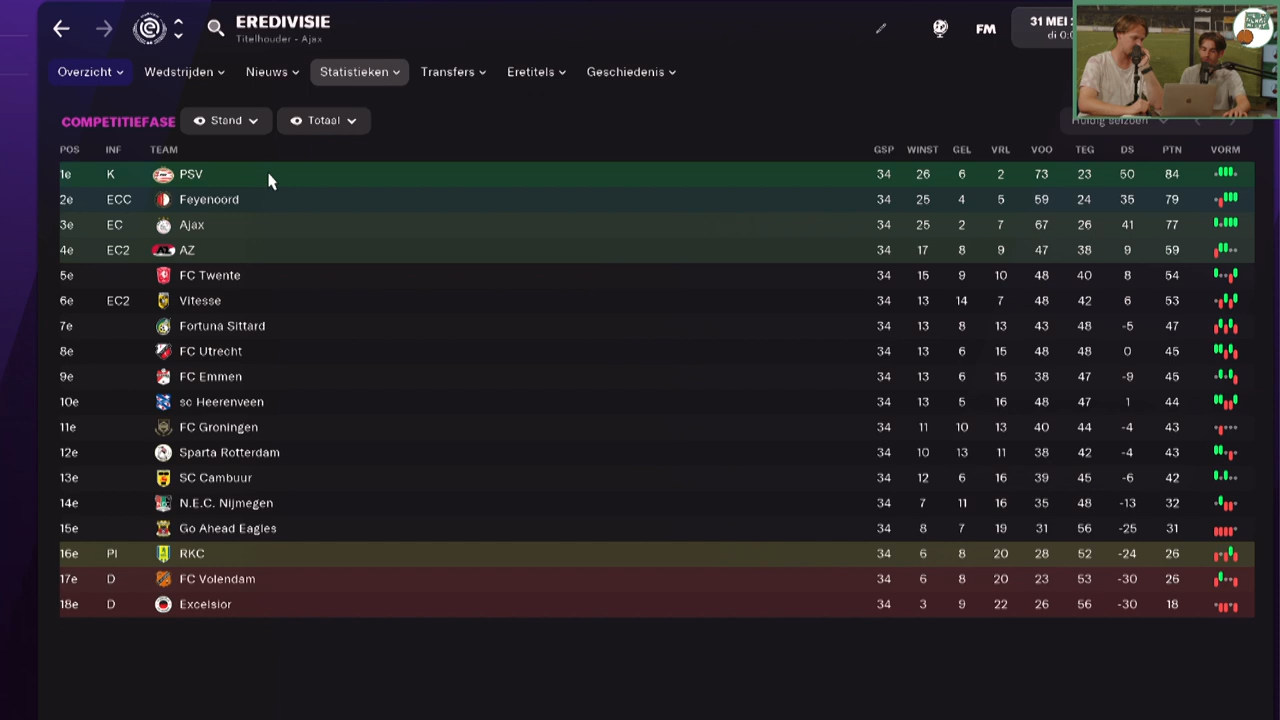 EREDIVISIE
Titelhouder - Ajax
FM
31 MEI
di 0:0
Overzicht Wedstrijden Nieuws Statistieken Transfers Eretitels Geschiedenis
COMPETITIEFASE Stand Totaal Huidig seizoen
POS INF TEAM GSP WINST GEL VRL VOO TEG DS PTN VORM
1e K PSV 34 26 6 2 73 23 50 84
2e ECC Feyenoord 34 25 4 5 59 24 35 79
3e EC Ajax 34 25 2 7 67 26 41 77
4e EC2 AZ 34 17 8 9 47 38 9 59
5e FC Twente 34 15 9 10 48 40 8 54
6e EC2 Vitesse 34 13 14 7 48 42 6 53
7e Fortuna Sittard 34 13 8 13 43 48 -5 47
8e FC Utrecht 34 13 6 15 48 48 0 45
9e FC Emmen 34 13 6 15 38 47 -9 45
10e sc Heerenveen 34 13 5 16 48 47 1 44
11e FC Groningen 34 11 10 13 40 44 -4 43
12e Sparta Rotterdam 34 10 13 11 38 42 -4 43
13e SC Cambuur 34 12 6 16 39 45 -6 42
14e N.E.C. Nijmegen 34 7 11 16 35 48 -13 32
15e Go Ahead Eagles 34 8 7 19 31 56 -25 31
16e PI RKC 34 6 8 20 28 52 -24 26
17e D FC Volendam 34 6 8 20 23 53 -30 26
18e D Excelsior 34 3 9 22 26 56 -30 18